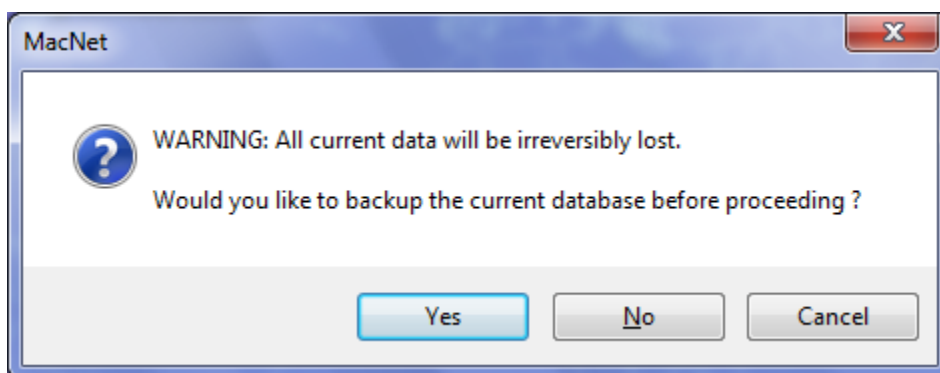 MacNet
WARNING: All current data will be irreversibly lost.
Would you like to backup the current database before proceeding ?
Yes
No
Cancel